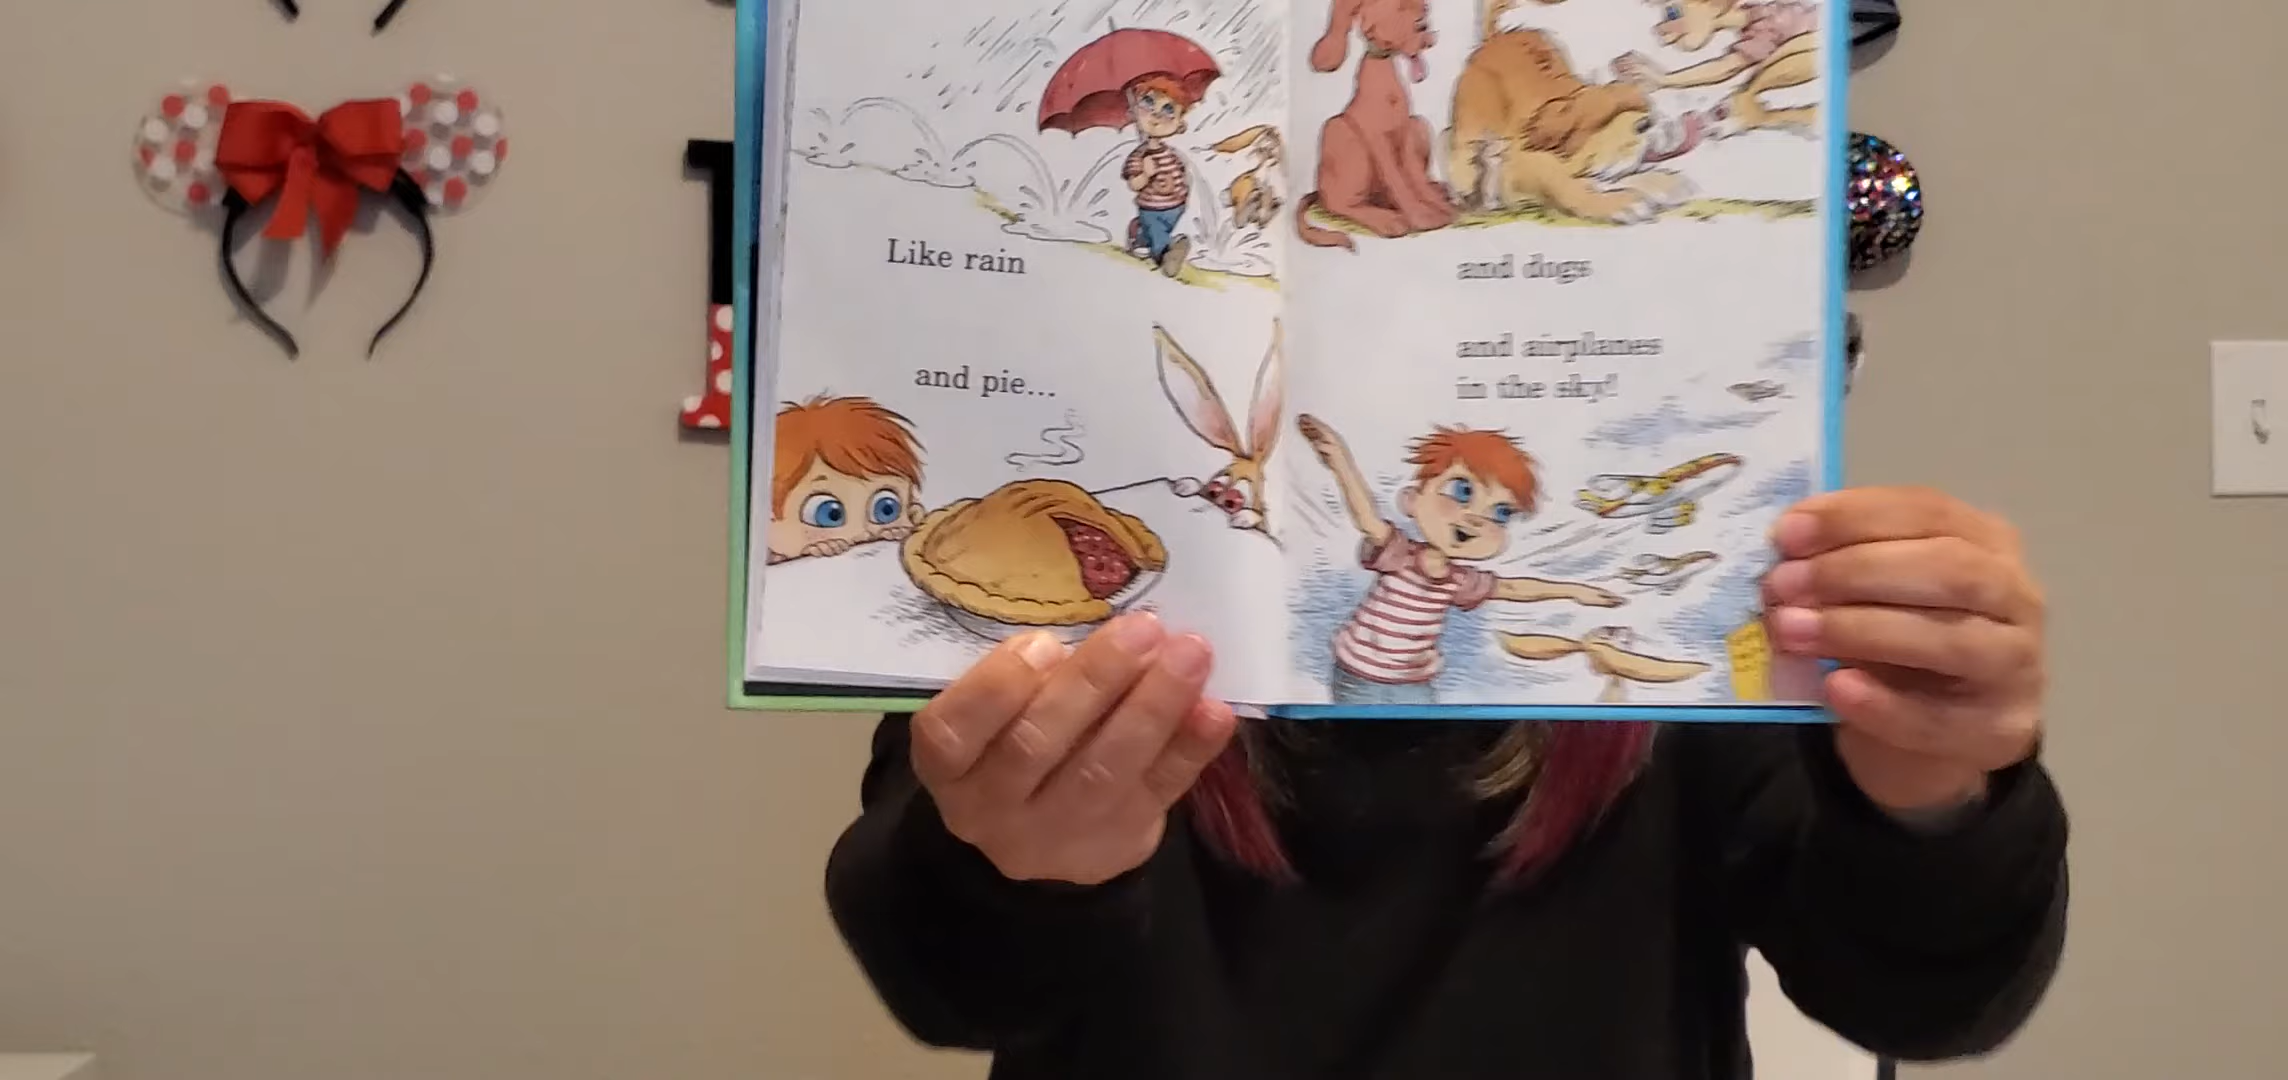 Like rain
and pie...
and dogs
and airplanes
in the sky!